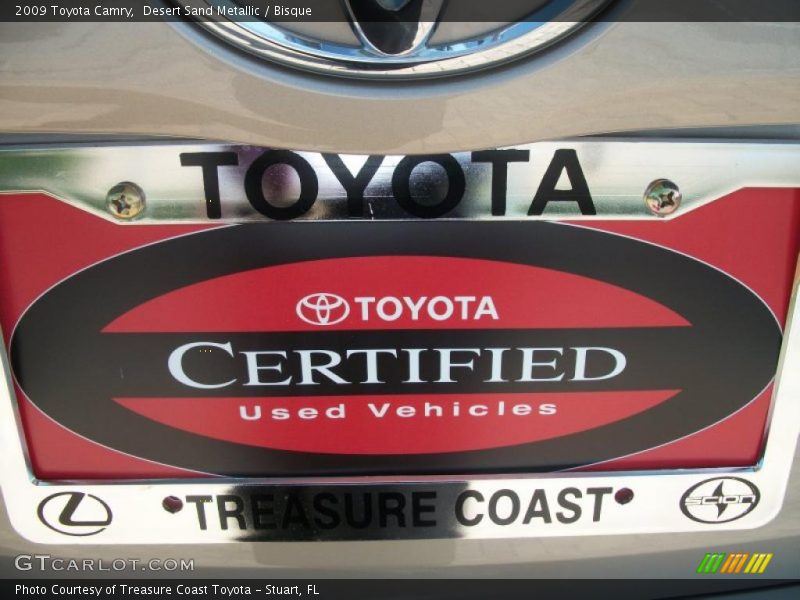 2009 Toyota Camry,  Desert Sand Metallic / Bisque
TOYOTA
TOYOTA
CERTIFIED
Used Vehicles
TREASURE COAST
SCION
GTCARLOT.COM
Photo Courtesy of Treasure Coast Toyota - Stuart, FL